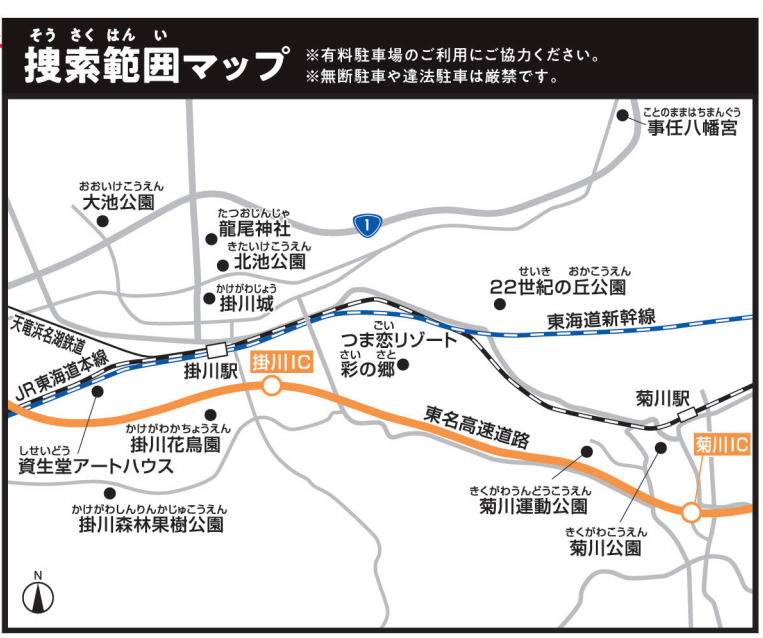 そうさくはんい
捜索範囲マップ
※有料駐車場のご利用にご協力ください。
※無断駐車や違法駐車は厳禁です。
ことのままはちまんぐう
事任八幡宮
おおいけこうえん
大池公園
たつおじんじゃ
龍尾神社
1
きたいけこうえん
北池公園
かけがわじょう
掛川城
せいき おかこうえん
22世紀の丘公園
天竜浜名湖鉄道
東海道新幹線
ごい
つま恋リゾート
さい さと
彩の郷
JR東海道本線
掛川駅
掛川IC
菊川駅
かけがわかちょうえん
掛川花鳥園
東名高速道路
菊川IC
しせいどう
資生堂アートハウス
きくがわうんどうこうえん
菊川運動公園
かけがわしんりんかじゅこうえん
掛川森林果樹公園
きくがわこうえん
菊川公園
N